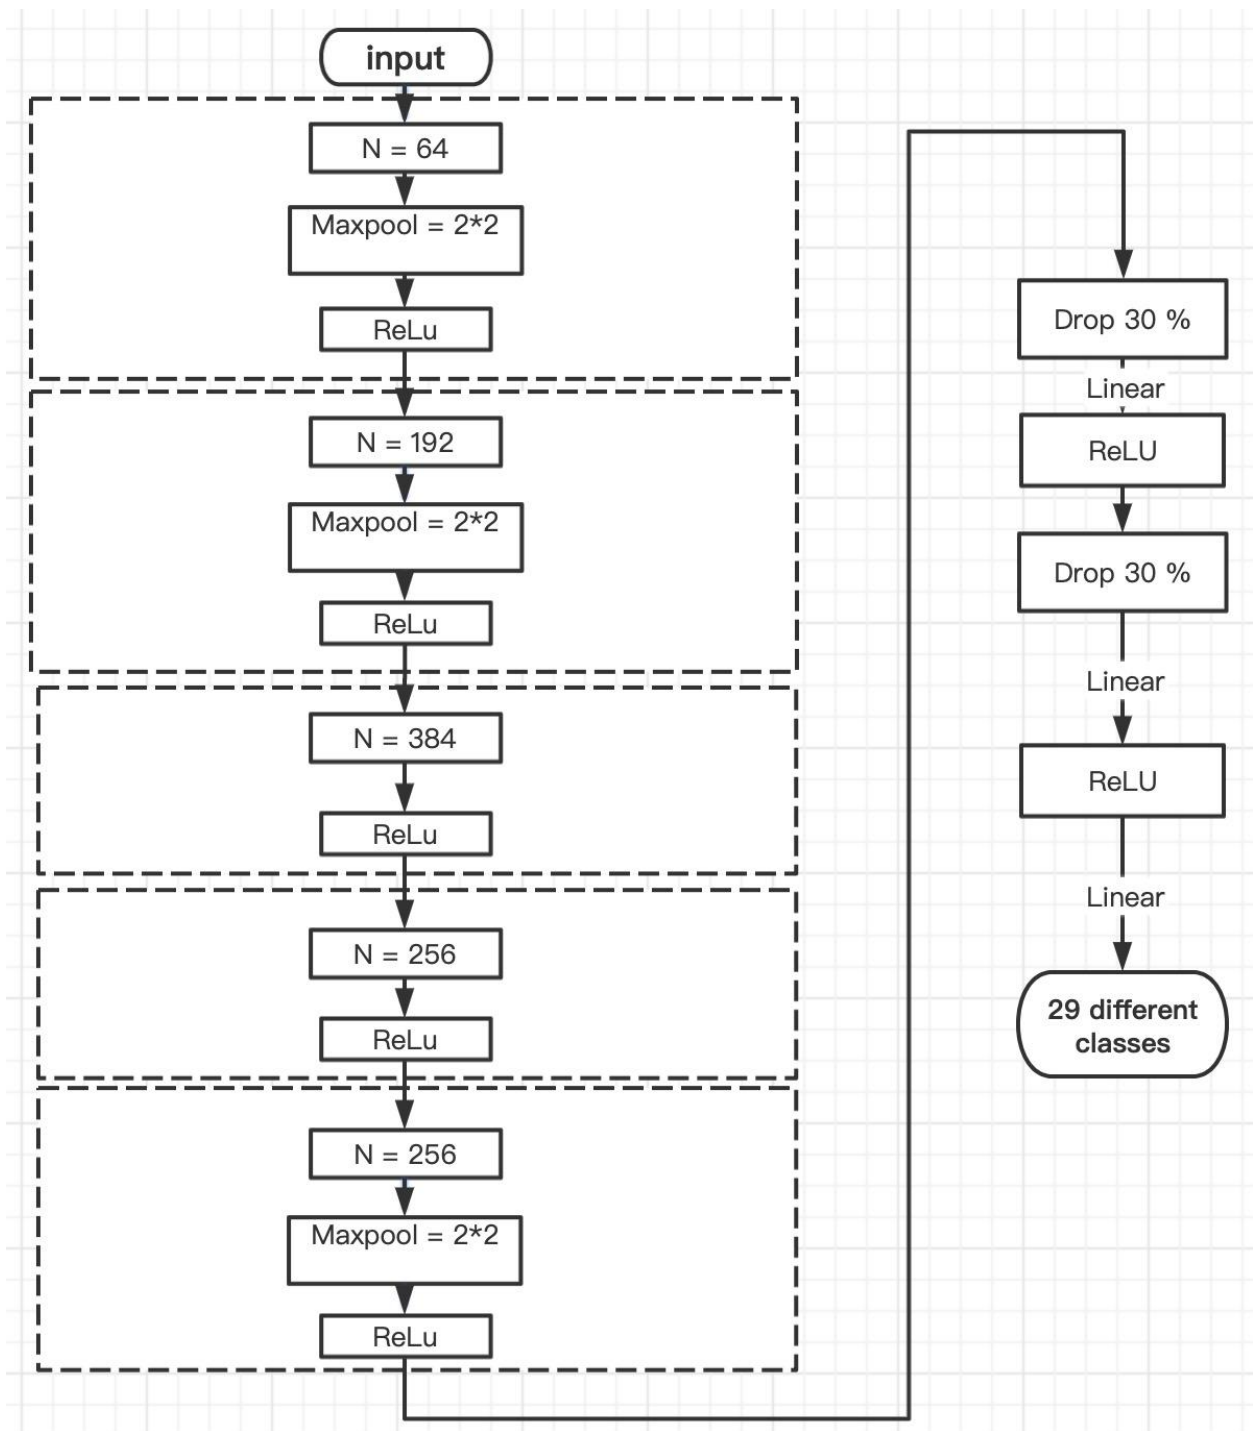 input
N = 64
Maxpool = 2*2
ReLu
N = 192
Maxpool = 2*2
ReLu
N = 384
ReLu
N = 256
ReLu
N = 256
Maxpool = 2*2
ReLu
Drop 30 %
Linear
ReLU
Drop 30 %
Linear
ReLU
Linear
29 different
classes